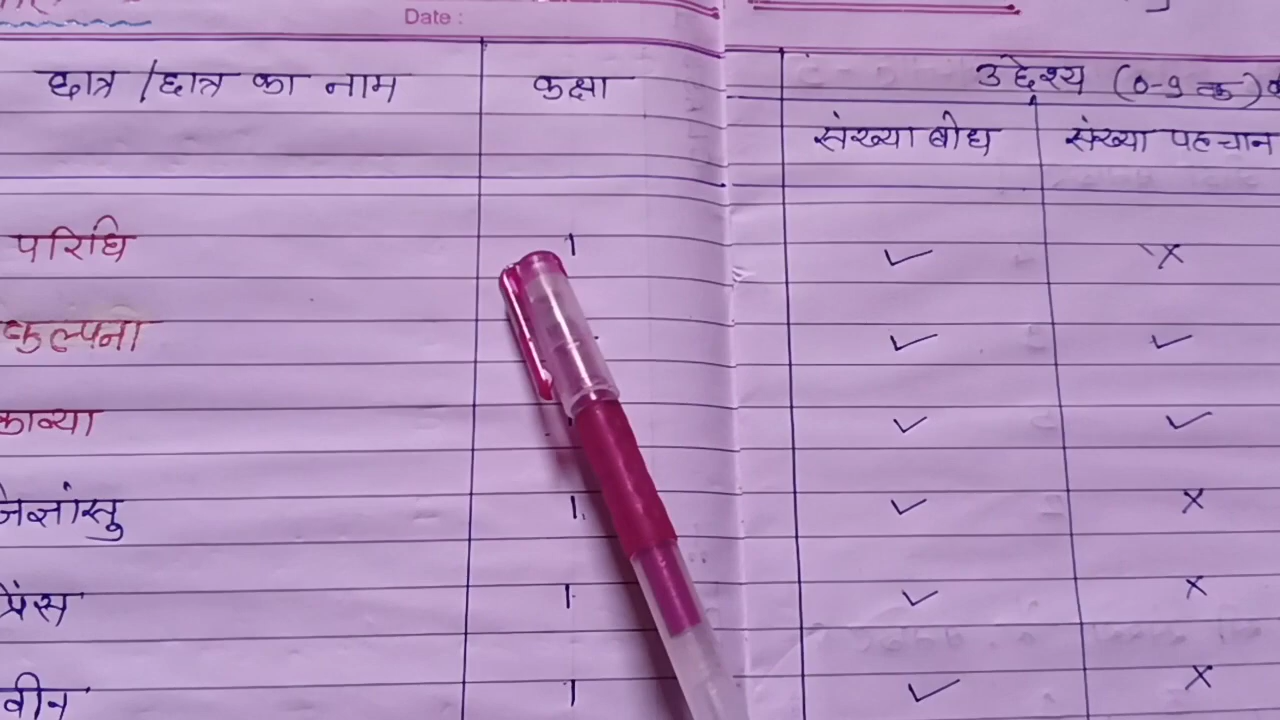 Date :
छात्र /छात्र का नाम कक्षा उद्देश्य (0-9 तक)
संख्या बोध संख्या पहचान
परिधि 1 ✓ ×
कल्पना ✓ ✓
काव्या ✓ ✓
जिज्ञांसु 1. ✓ ×
प्रिंस 1 ✓ ×
वीन 1 ✓ ×